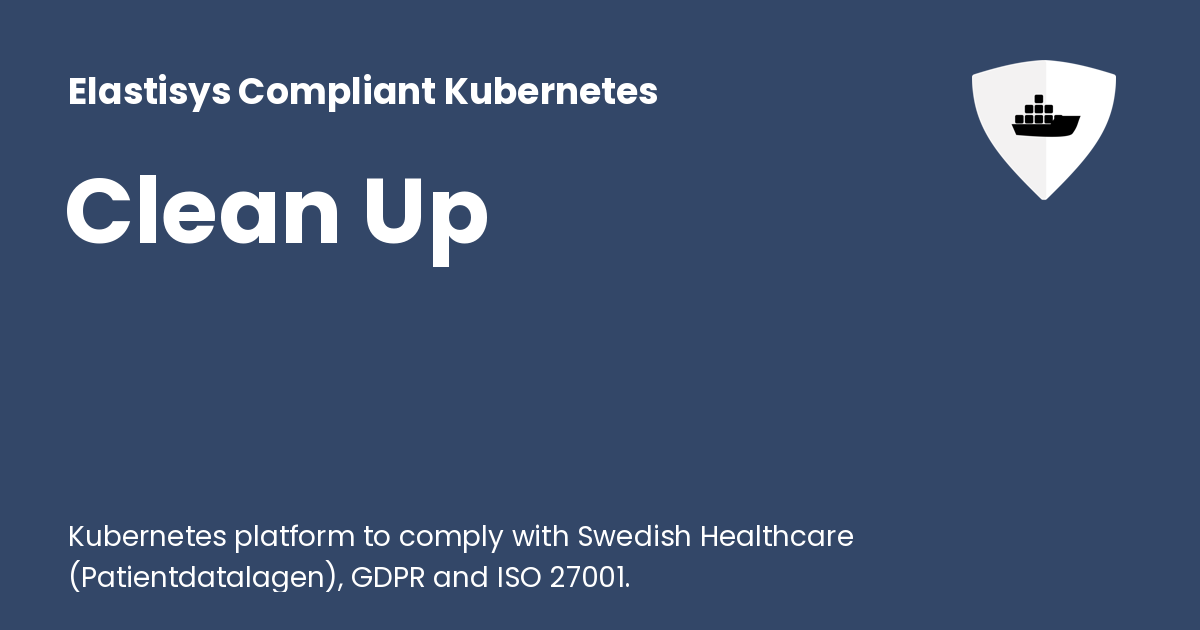 Elastisys Compliant Kubernetes
Clean Up
Kubernetes platform to comply with Swedish Healthcare
(Patientdatalagen), GDPR and ISO 27001.